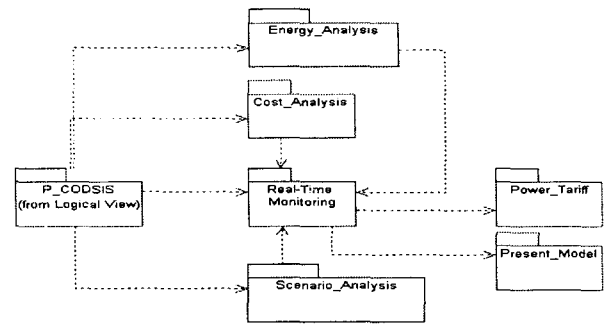 Energy_Analysis
Cost_Analysis
P_CODSIS
(from Logical View)
Real-Time
Monitoring
Power_Tariff
Present_Model
Scenario_Analysis